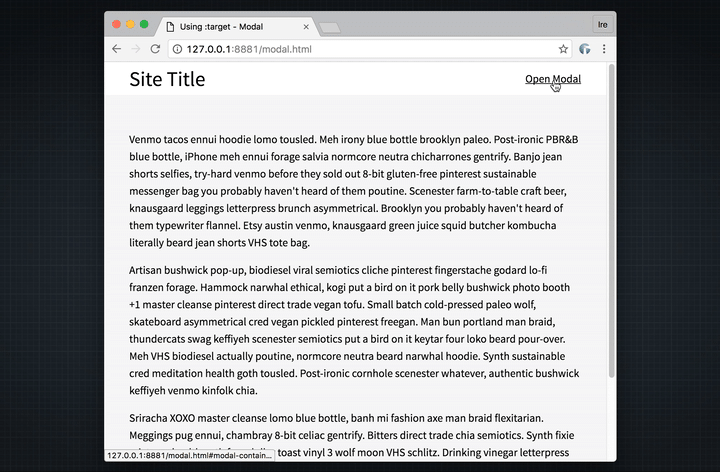 Using :target - Modal
Ire
127.0.0.1:8881/modal.html
Site Title
Open Modal
Venmo tacos ennui hoodie lomo tousled. Meh irony blue bottle brooklyn paleo. Post-ironic PBR&B
blue bottle, iPhone meh ennui forage salvia normcore neutra chicharrones gentrify. Banjo jean
shorts selfies, try-hard venmo before they sold out 8-bit gluten-free pinterest sustainable
messenger bag you probably haven't heard of them poutine. Scenester farm-to-table craft beer,
knausgaard leggings letterpress brunch asymmetrical. Brooklyn you probably haven't heard of
them typewriter flannel. Etsy austin venmo, knausgaard green juice squid butcher kombucha
literally beard jean shorts VHS tote bag.
Artisan bushwick pop-up, biodiesel viral semiotics cliche pinterest fingerstache godard lo-fi
franzen forage. Hammock narwhal ethical, kogi put a bird on it pork belly bushwick photo booth
+1 master cleanse pinterest direct trade vegan tofu. Small batch cold-pressed paleo wolf,
skateboard asymmetrical cred vegan pickled pinterest freegan. Man bun portland man braid,
thundercats swag keffiyeh scenester semiotics put a bird on it keytar four loko beard pour-over.
Meh VHS biodiesel actually poutine, normcore neutra beard narwhal hoodie. Synth sustainable
cred meditation health goth tousled. Post-ironic cornhole scenester whatever, authentic bushwick
keffiyeh venmo kinfolk chia.
Sriracha XOXO master cleanse lomo blue bottle, banh mi fashion axe man braid flexitarian.
Meggings pug ennui, chambray 8-bit celiac gentrify. Bitters direct trade chia semiotics. Synth fixie
toast vinyl 3 wolf moon VHS schlitz. Drinking vinegar letterpress
127.0.0.1:8881/modal.html#modal-contain...